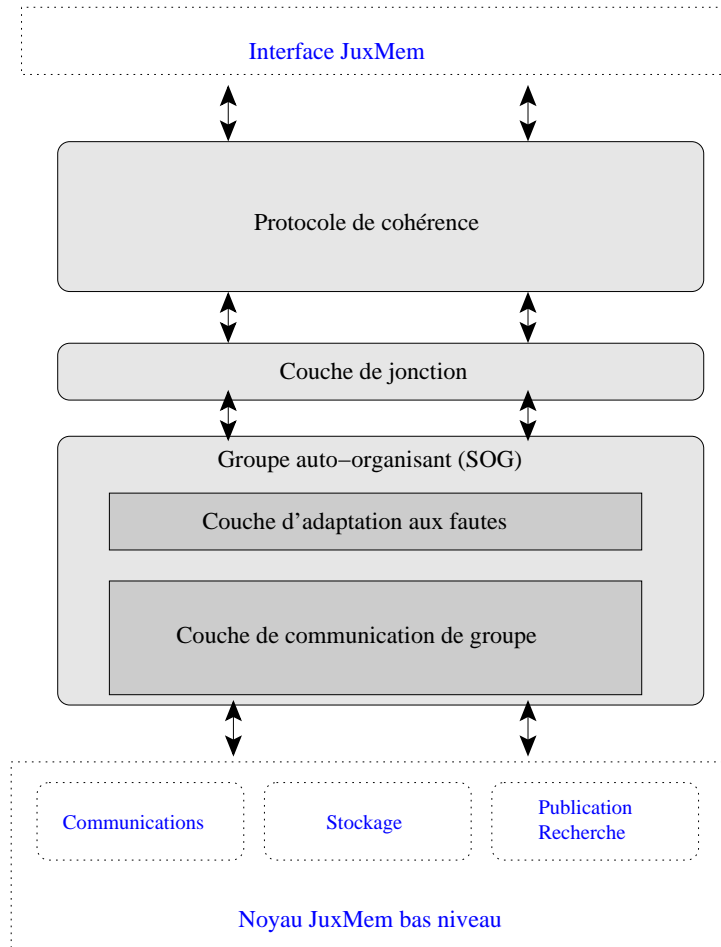 Interface JuxMem
Protocole de cohérence
Couche de jonction
Groupe auto−organisant (SOG)
Couche d’adaptation aux fautes
Couche de communication de groupe
Communications
Stockage
Publication
Recherche
Noyau JuxMem bas niveau